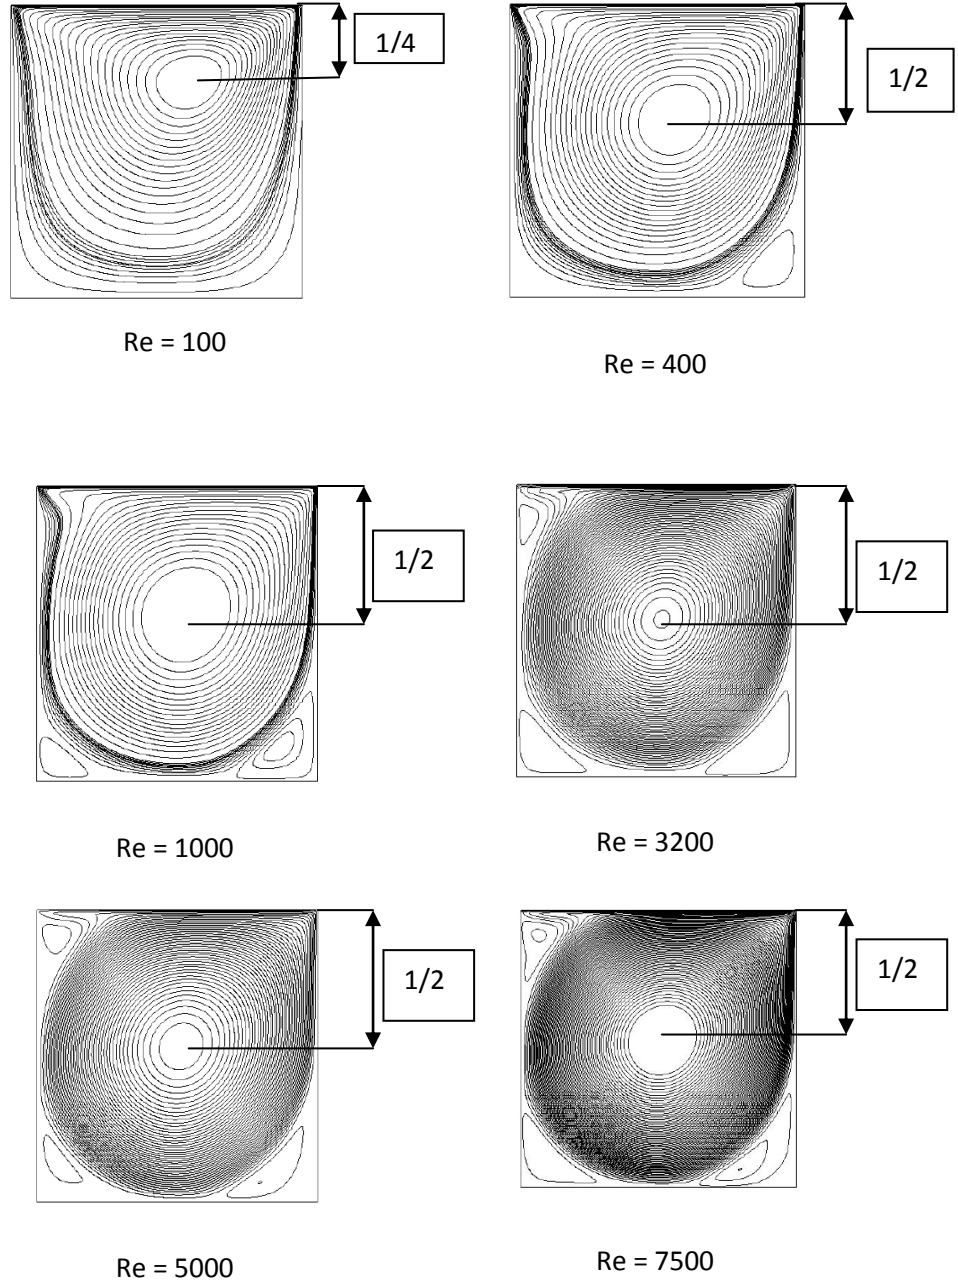 1/4
1/2
Re = 100
Re = 400
1/2
1/2
Re = 1000
Re = 3200
1/2
1/2
Re = 5000
Re = 7500